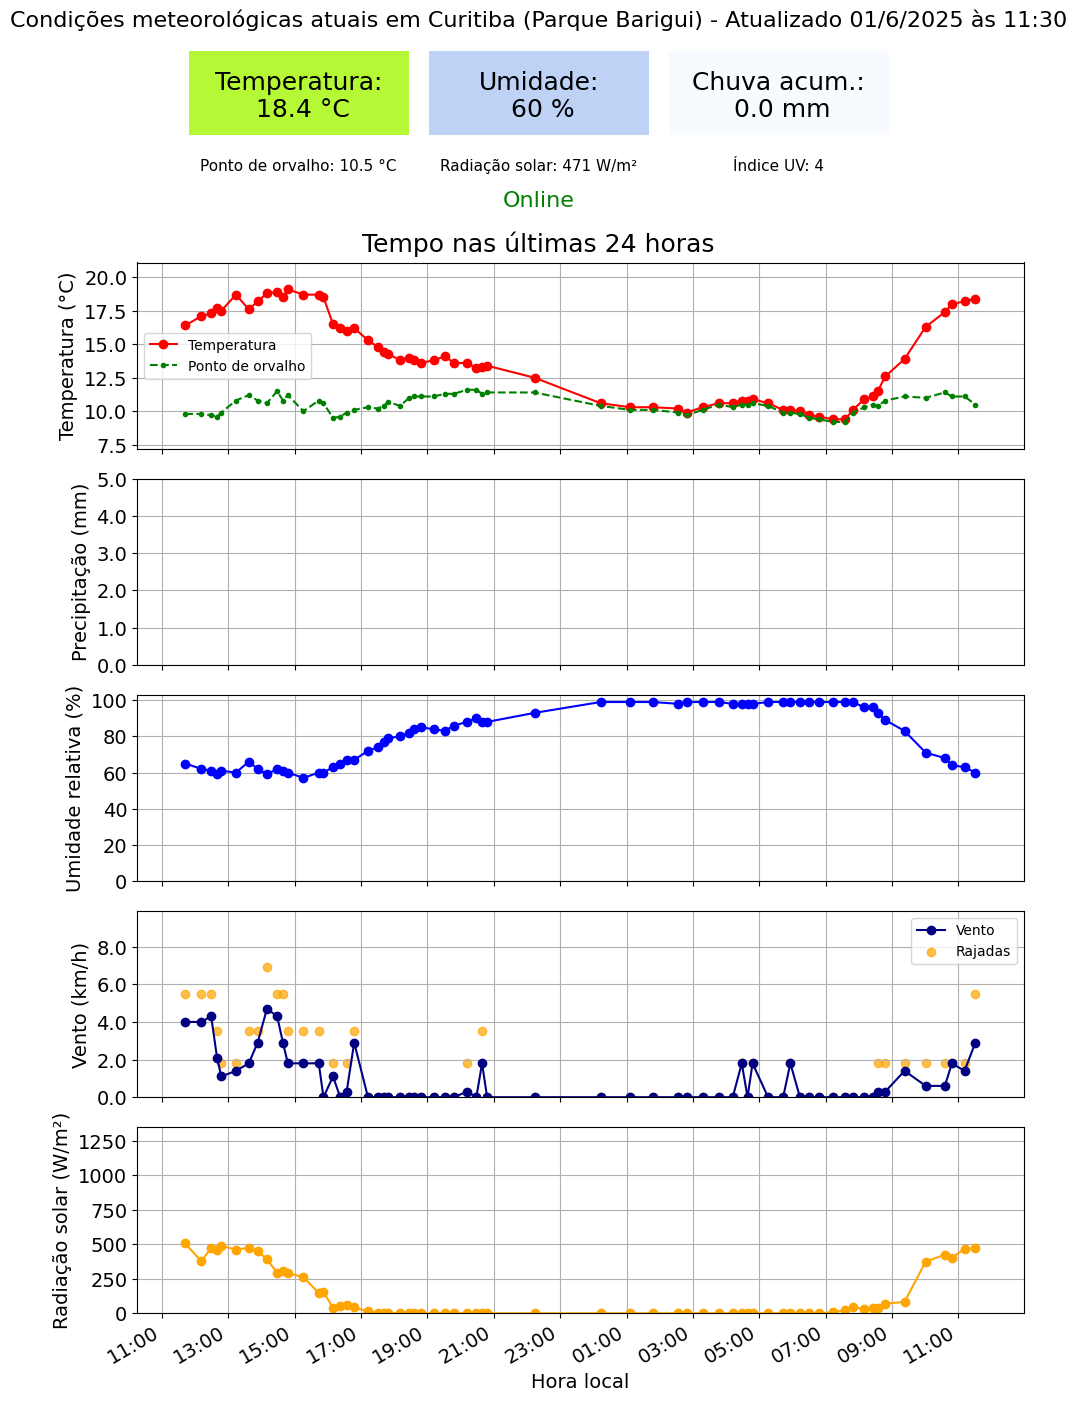 Condições meteorológicas atuais em Curitiba (Parque Barigui) - Atualizado 01/6/2025 às 11:30
Temperatura:
18.4 °C
Umidade:
60 %
Chuva acum.:
0.0 mm
Ponto de orvalho: 10.5 °C
Radiação solar: 471 W/m²
Índice UV: 4
Online
Tempo nas últimas 24 horas
Temperatura (°C)
20.0
17.5
15.0
12.5
10.0
7.5
Temperatura
Ponto de orvalho
Precipitação (mm)
5.0
4.0
3.0
2.0
1.0
0.0
Umidade relativa (%)
100
80
60
40
20
0
Vento (km/h)
8.0
6.0
4.0
2.0
0.0
Vento
Rajadas
Radiação solar (W/m²)
1250
1000
750
500
250
0
11:00
13:00
15:00
17:00
19:00
21:00
23:00
01:00
03:00
05:00
07:00
09:00
11:00
Hora local